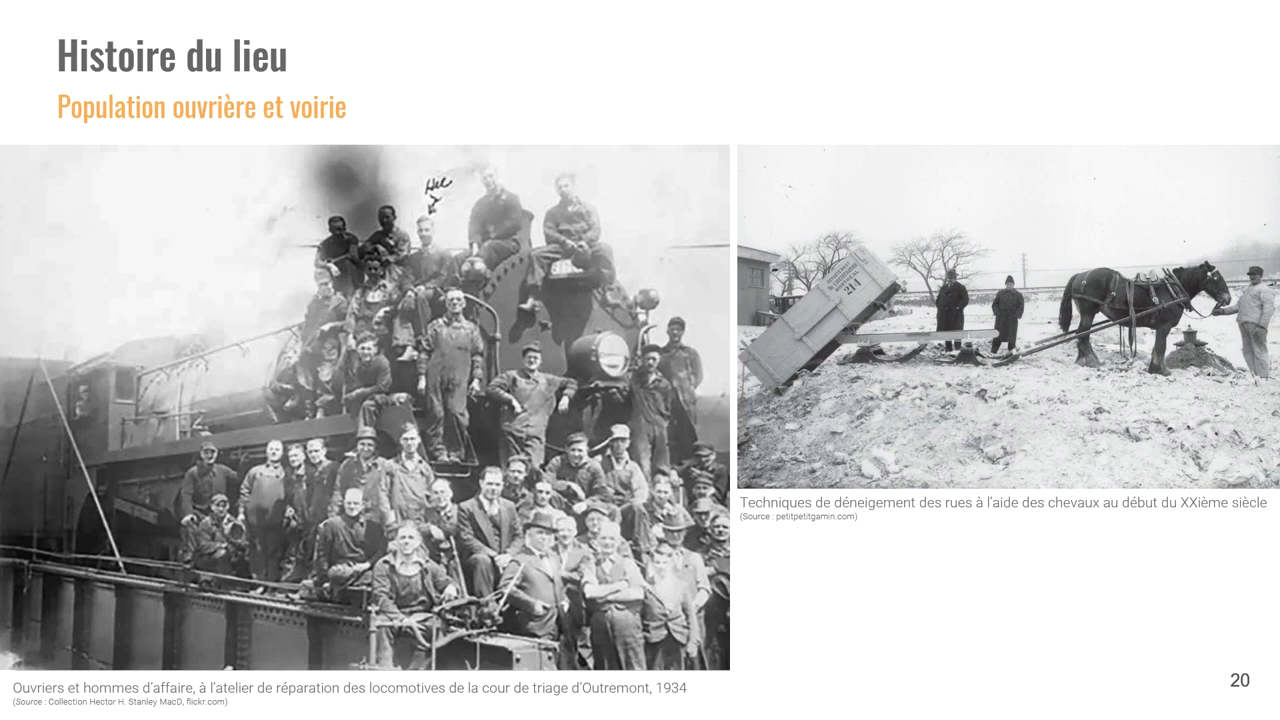 Histoire du lieu
Population ouvrière et voirie
214
Techniques de déneigement des rues à l'aide des chevaux au début du XXième siècle
(Source : petitpetitgamin.com)
Ouvriers et hommes d'affaire, à l'atelier de réparation des locomotives de la cour de triage d'Outremont, 1934
(Source : Collection Hector H. Stanley MacD, flickr.com)
20